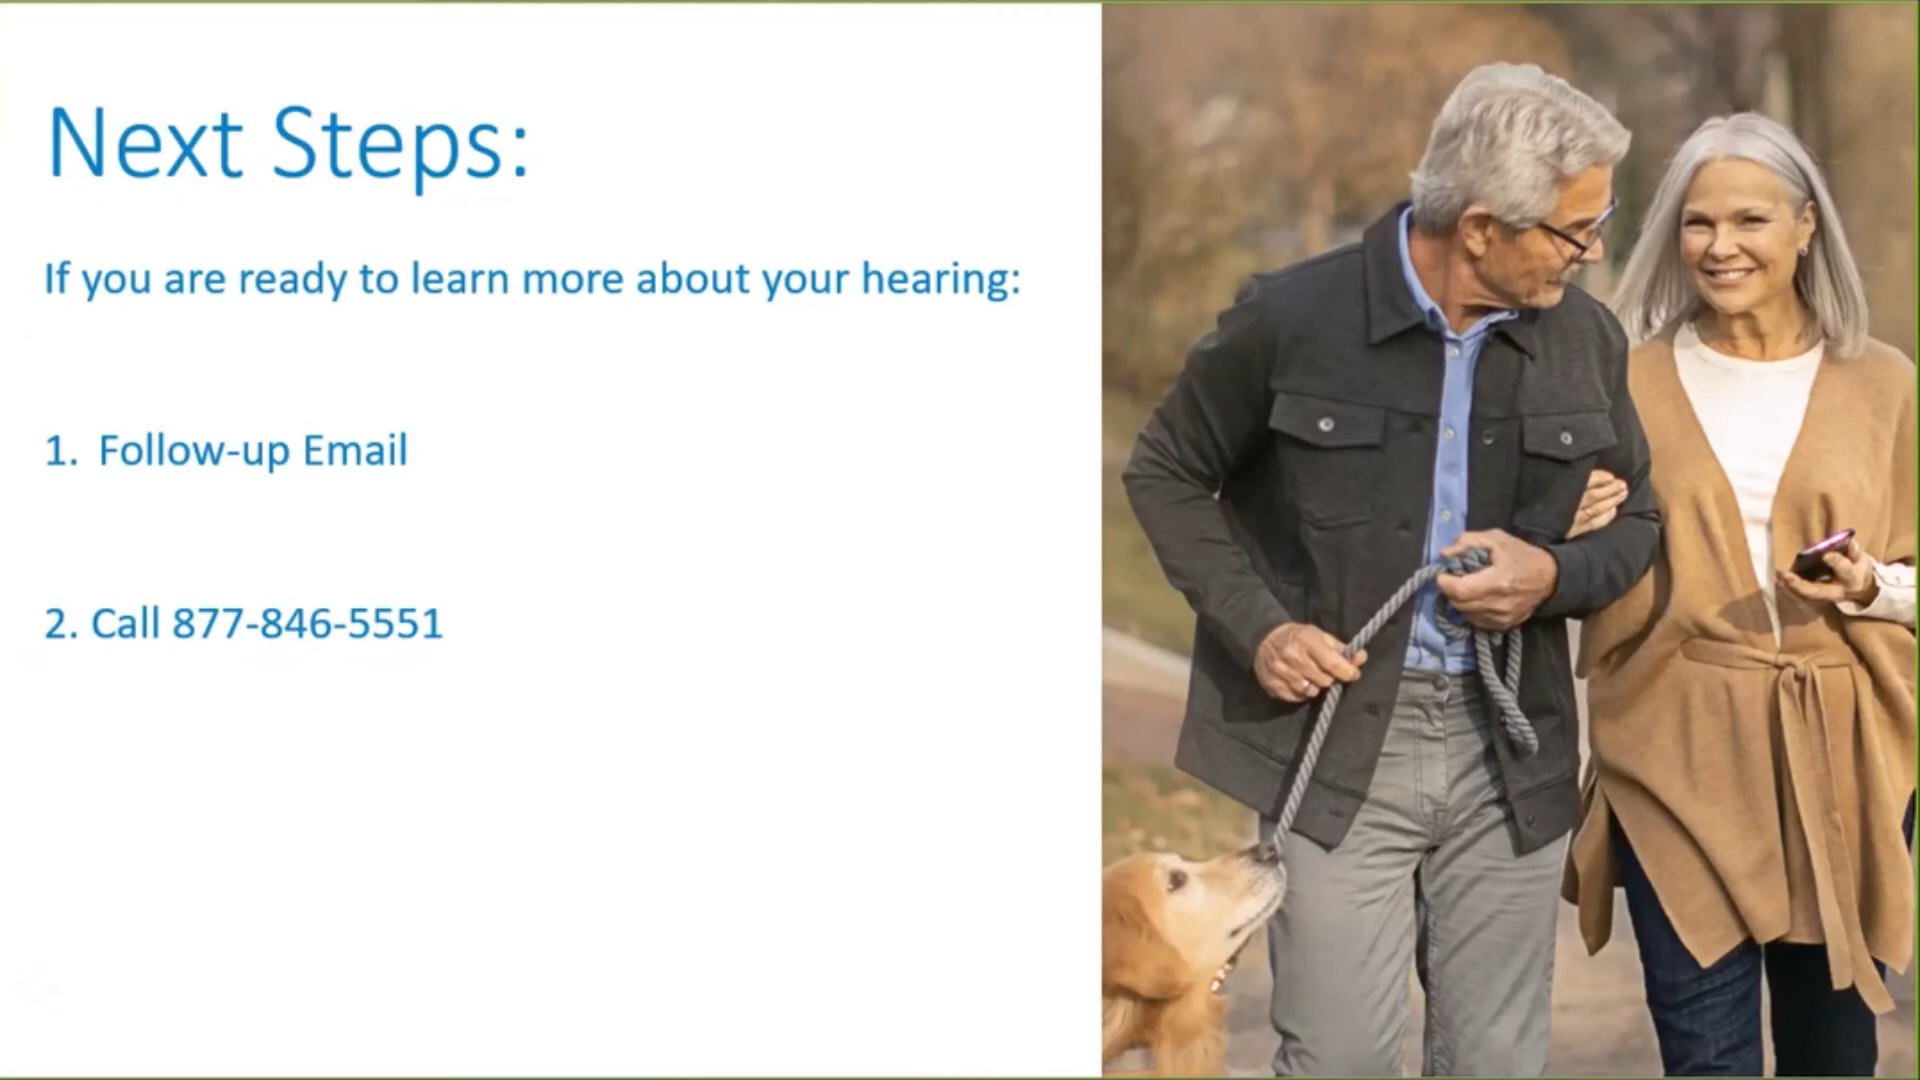 Next Steps:
If you are ready to learn more about your hearing:
1. Follow-up Email
2. Call 877-846-5551